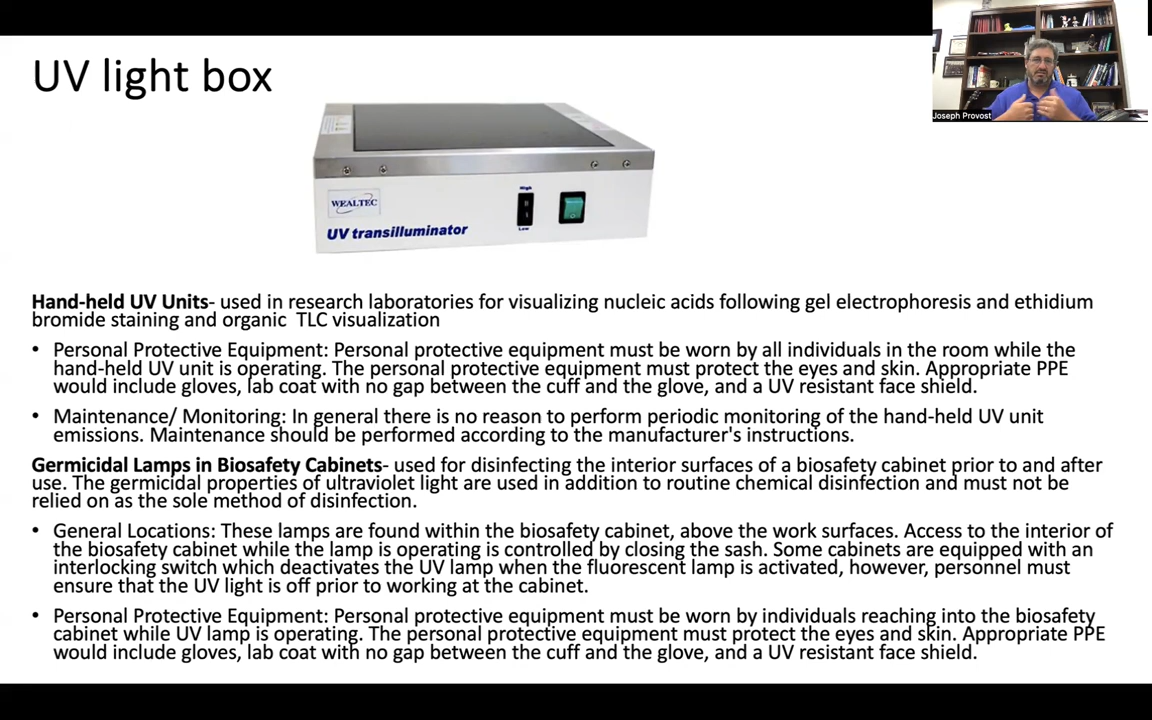 UV light box
Joseph Provost
High
Low
WEALTEC
UV transilluminator
Hand-held UV Units- used in research laboratories for visualizing nucleic acids following gel electrophoresis and ethidium
bromide staining and organic  TLC visualization
• Personal Protective Equipment: Personal protective equipment must be worn by all individuals in the room while the
hand-held UV unit is operating. The personal protective equipment must protect the eyes and skin. Appropriate PPE
would include gloves, lab coat with no gap between the cuff and the glove, and a UV resistant face shield.
• Maintenance/ Monitoring: In general there is no reason to perform periodic monitoring of the hand-held UV unit
emissions. Maintenance should be performed according to the manufacturer's instructions.
Germicidal Lamps in Biosafety Cabinets- used for disinfecting the interior surfaces of a biosafety cabinet prior to and after
use. The germicidal properties of ultraviolet light are used in addition to routine chemical disinfection and must not be
relied on as the sole method of disinfection.
• General Locations: These lamps are found within the biosafety cabinet, above the work surfaces. Access to the interior of
the biosafety cabinet while the lamp is operating is controlled by closing the sash. Some cabinets are equipped with an
interlocking switch which deactivates the UV lamp when the fluorescent lamp is activated, however, personnel must
ensure that the UV light is off prior to working at the cabinet.
• Personal Protective Equipment: Personal protective equipment must be worn by individuals reaching into the biosafety
cabinet while UV lamp is operating. The personal protective equipment must protect the eyes and skin. Appropriate PPE
would include gloves, lab coat with no gap between the cuff and the glove, and a UV resistant face shield.